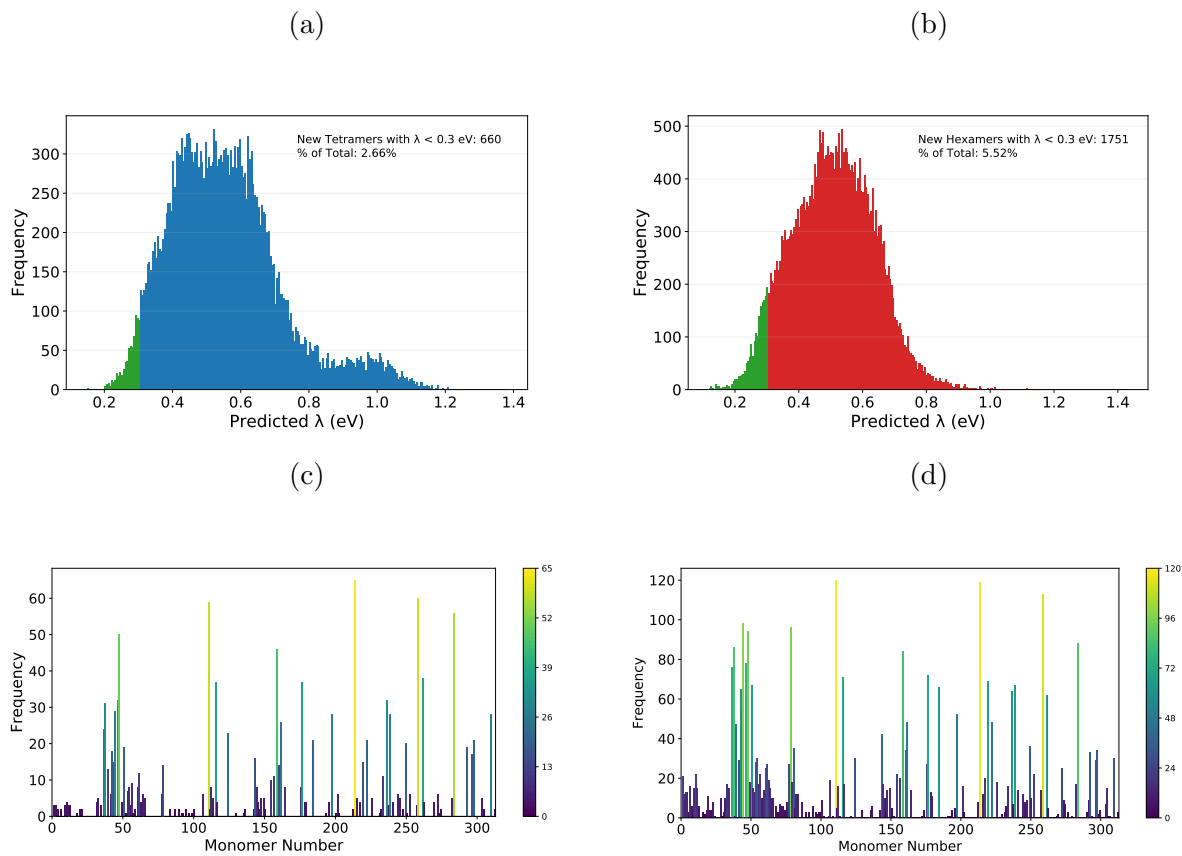 (a)
New Tetramers with λ < 0.3 eV: 660
% of Total: 2.66%
Frequency
300
250
200
150
100
50
0
0.2 0.4 0.6 0.8 1.0 1.2 1.4
Predicted λ (eV)
(b)
New Hexamers with λ < 0.3 eV: 1751
% of Total: 5.52%
Frequency
500
400
300
200
100
0
0.2 0.4 0.6 0.8 1.0 1.2 1.4
Predicted λ (eV)
(c)
Frequency
60
50
40
30
20
10
0
0 50 100 150 200 250 300
Monomer Number
65
52
39
26
13
0
(d)
Frequency
120
100
80
60
40
20
0
0 50 100 150 200 250 300
Monomer Number
120
96
72
48
24
0